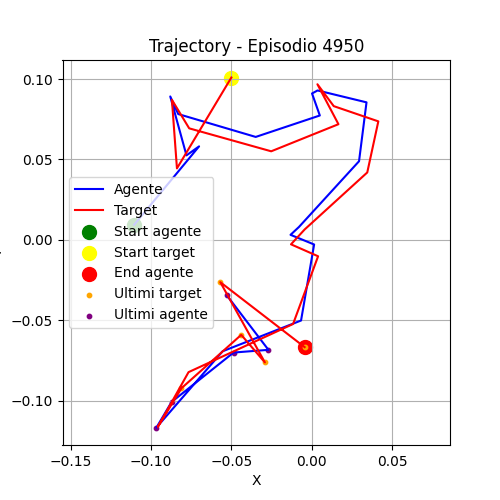 Trajectory - Episodio 4950
0.10
0.05
0.00
−0.05
−0.10
Agente
Target
Start agente
Start target
End agente
Ultimi target
Ultimi agente
−0.15
−0.10
−0.05
0.00
0.05
X